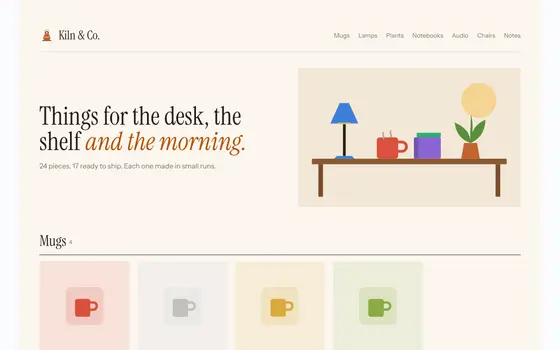 Kiln & Co.
Mugs Lamps Plants Notebooks Audio Chairs Notes
Things for the desk, the
shelf and the morning.
24 pieces, 17 ready to ship. Each one made in small runs.
Mugs 4